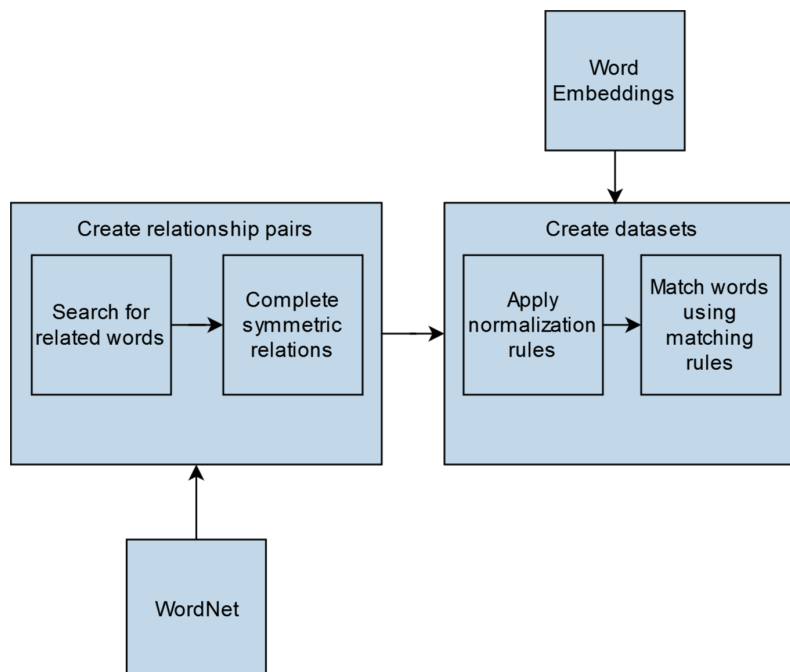 Word
Embeddings
Create relationship pairs
Search for
related words
Complete
symmetric
relations
Create datasets
Apply
normalization
rules
Match words
using
matching
rules
WordNet